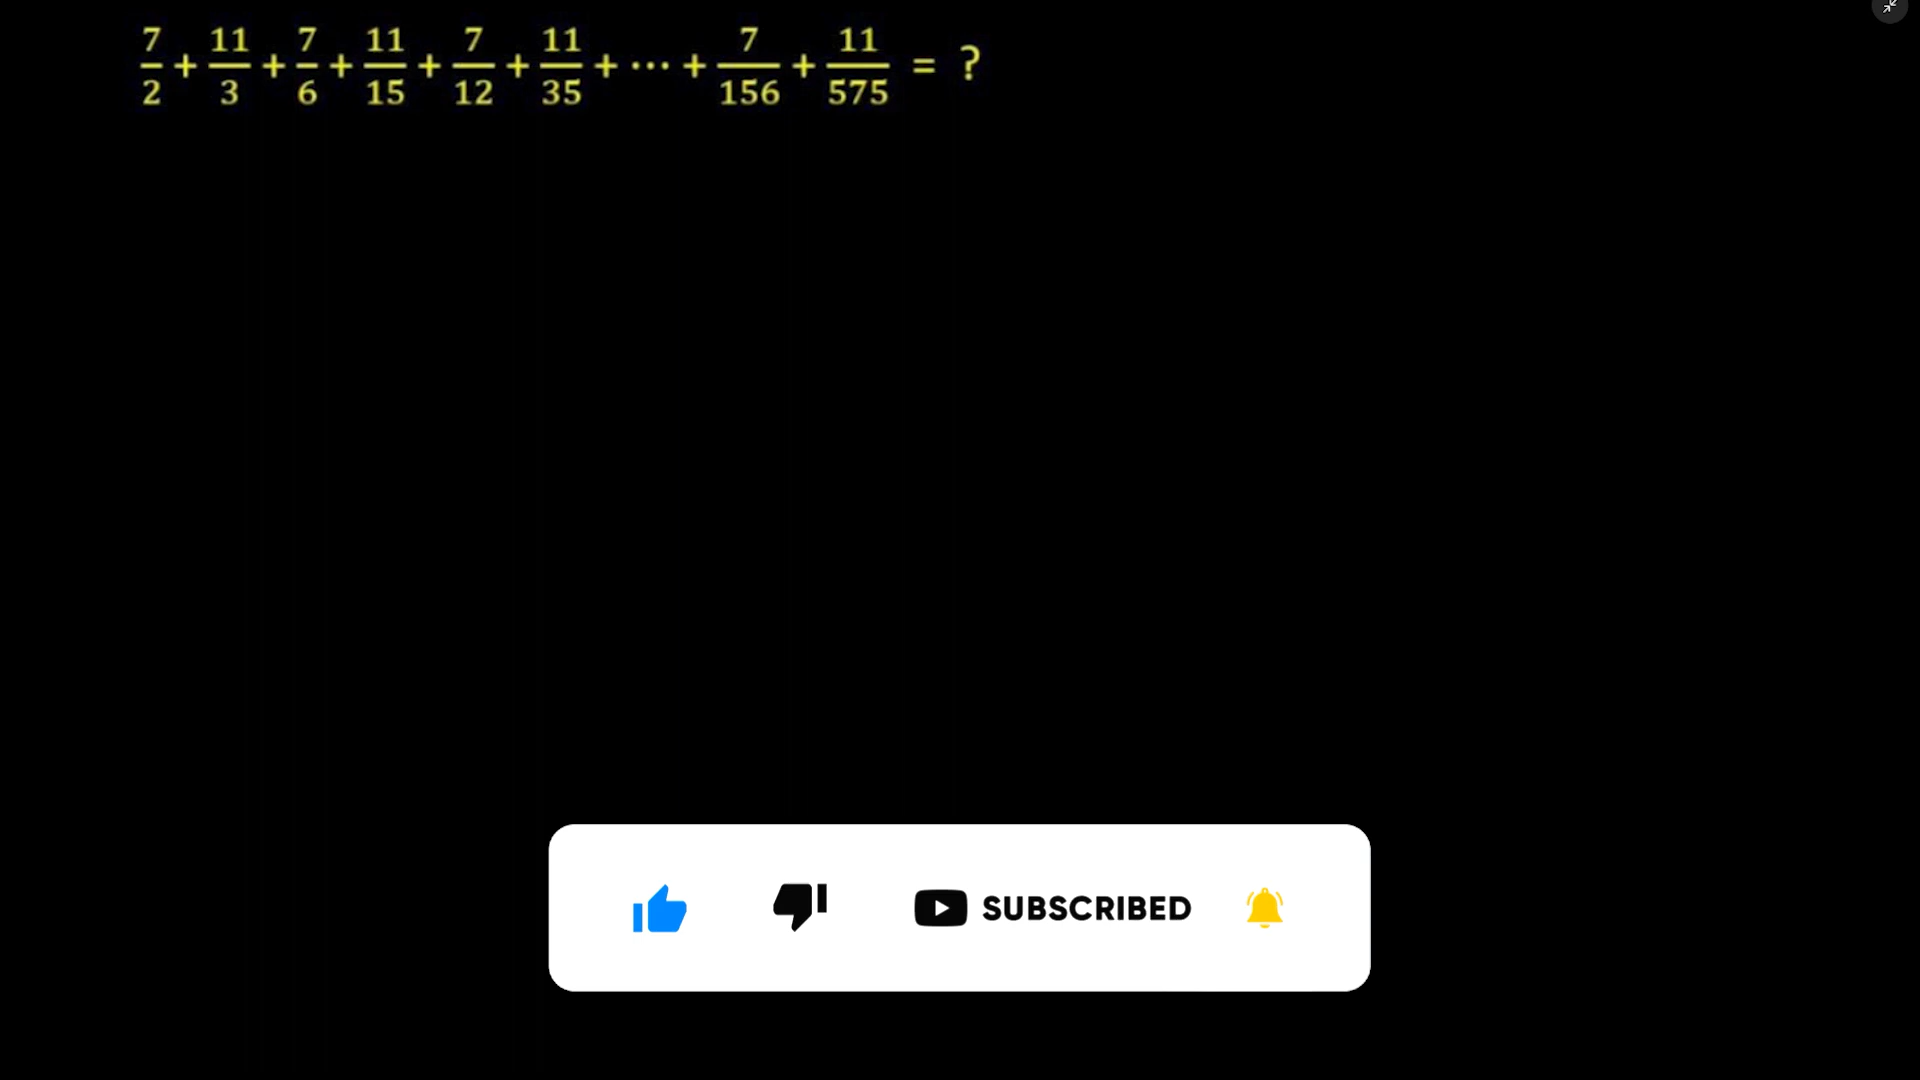 7/2 + 11/3 + 7/6 + 11/15 + 7/12 + 11/35 + ⋯ + 7/156 + 11/575 = ?
SUBSCRIBED